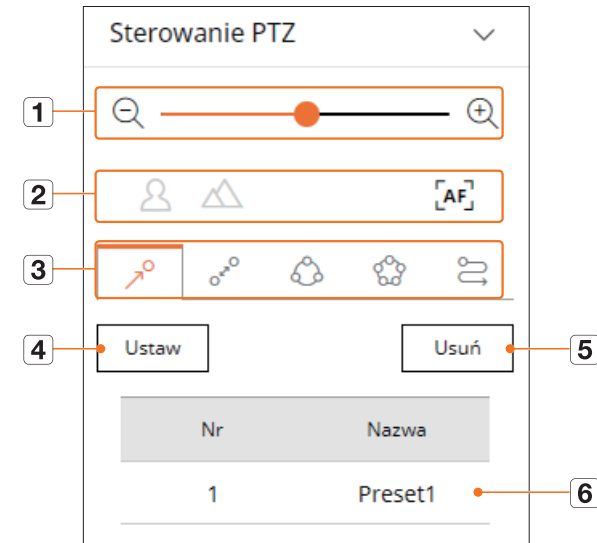 Sterowanie PTZ
1
2
AF
3
4 Ustaw Usuń 5
Nr Nazwa
1 Preset1 6